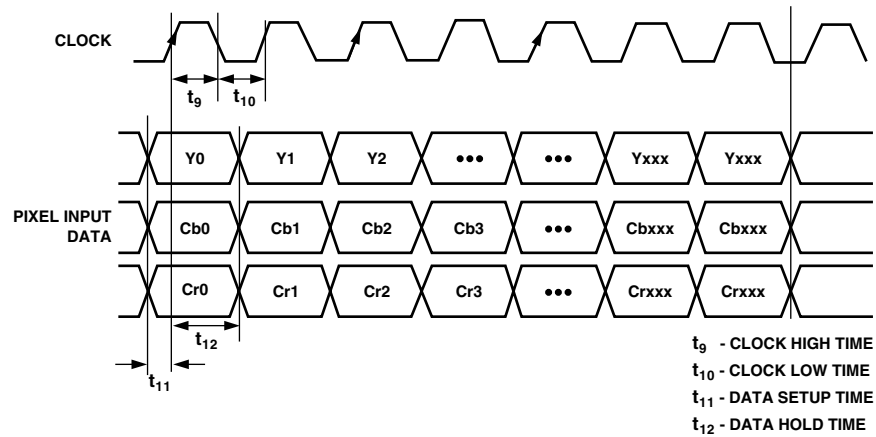 CLOCK
t9 t10
Y0 Y1 Y2 ••• ••• Yxxx Yxxx
PIXEL INPUT
DATA
Cb0 Cb1 Cb2 Cb3 ••• Cbxxx Cbxxx
Cr0 Cr1 Cr2 Cr3 ••• Crxxx Crxxx
t12
t11
t9 - CLOCK HIGH TIME
t10 - CLOCK LOW TIME
t11 - DATA SETUP TIME
t12 - DATA HOLD TIME